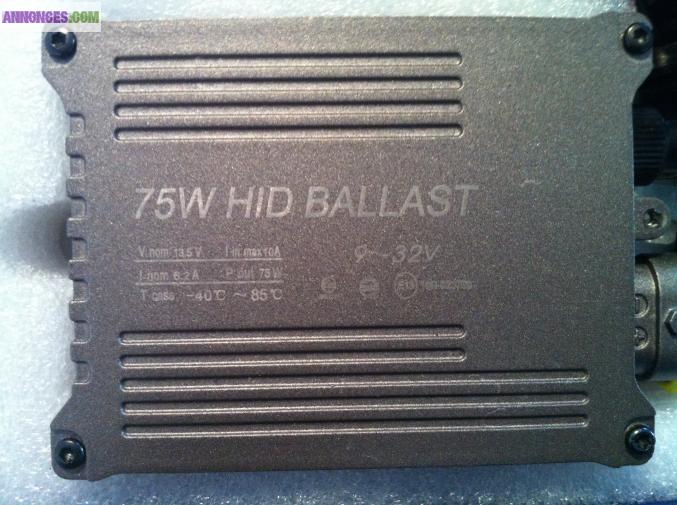 ANNONCES.COM
75W HID BALLAST
V nom 13.5 V I in max 10A
I nom 6.2 A P out 75 W
T case -40℃ ~ 85℃
9~32V
E13